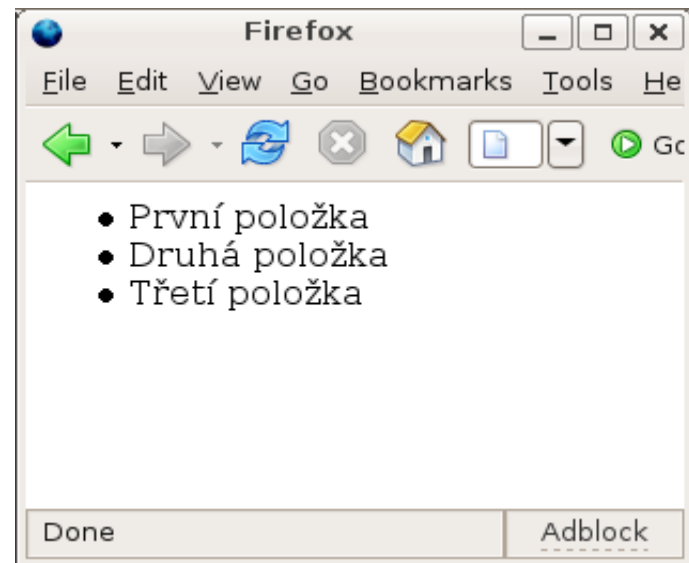 Firefox
File Edit View Go Bookmarks Tools He
Go
• První položka
• Druhá položka
• Třetí položka
Done Adblock